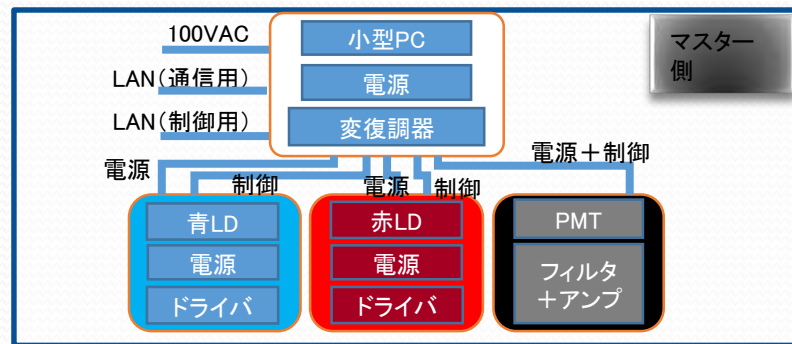 100VAC
小型PC
マスター
側
LAN(通信用)
電源
LAN(制御用)
変復調器
電源
制御
電源
制御
電源＋制御
青LD
赤LD
PMT
電源
電源
フィルタ
＋アンプ
ドライバ
ドライバ